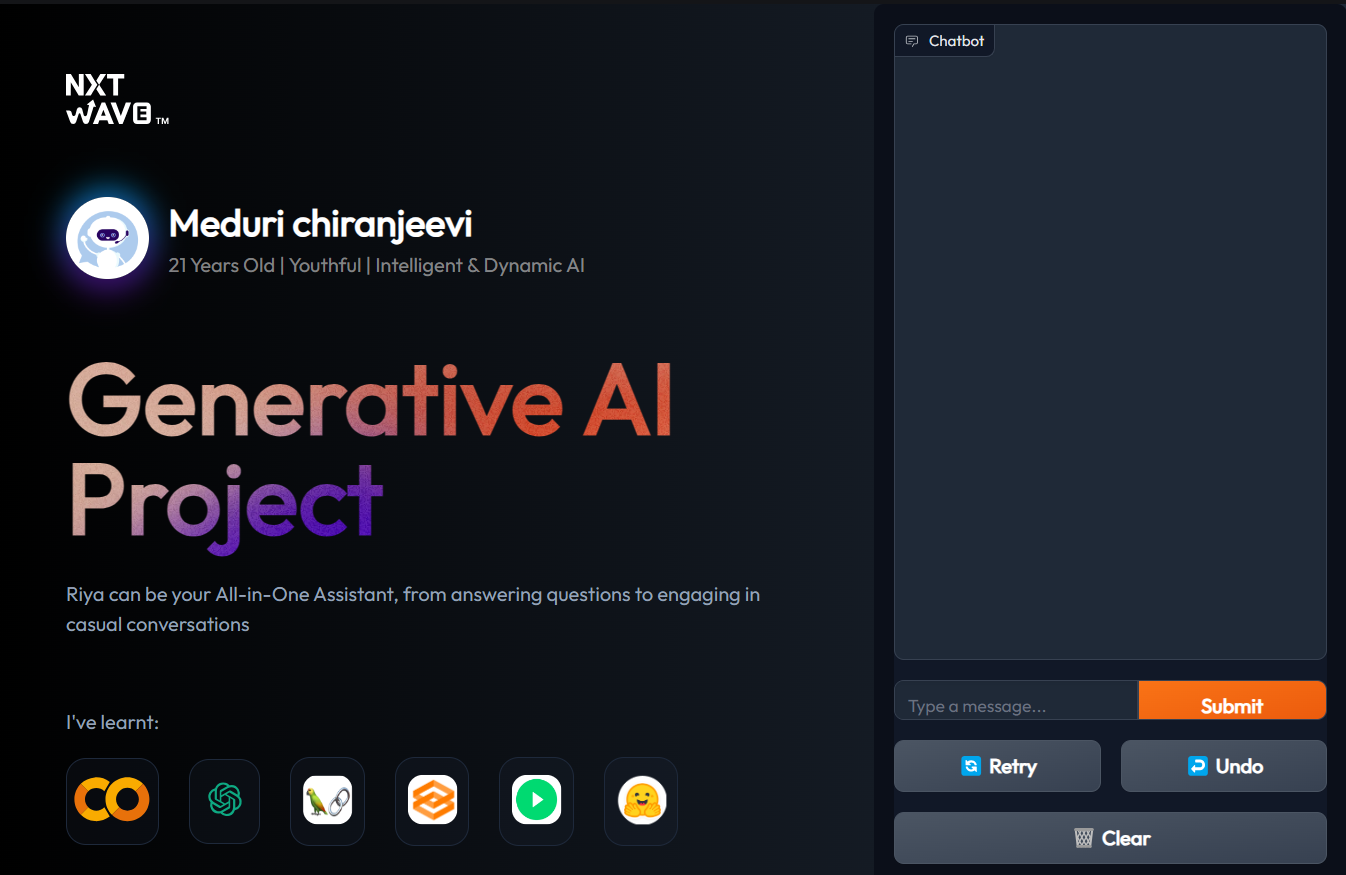 NXT
WAVE TM
Meduri chiranjeevi
21 Years Old | Youthful | Intelligent & Dynamic AI
Generative AI
Project
Riya can be your All-in-One Assistant, from answering questions to engaging in
casual conversations
I've learnt:
Chatbot
Type a message...
Submit
Retry
Undo
Clear